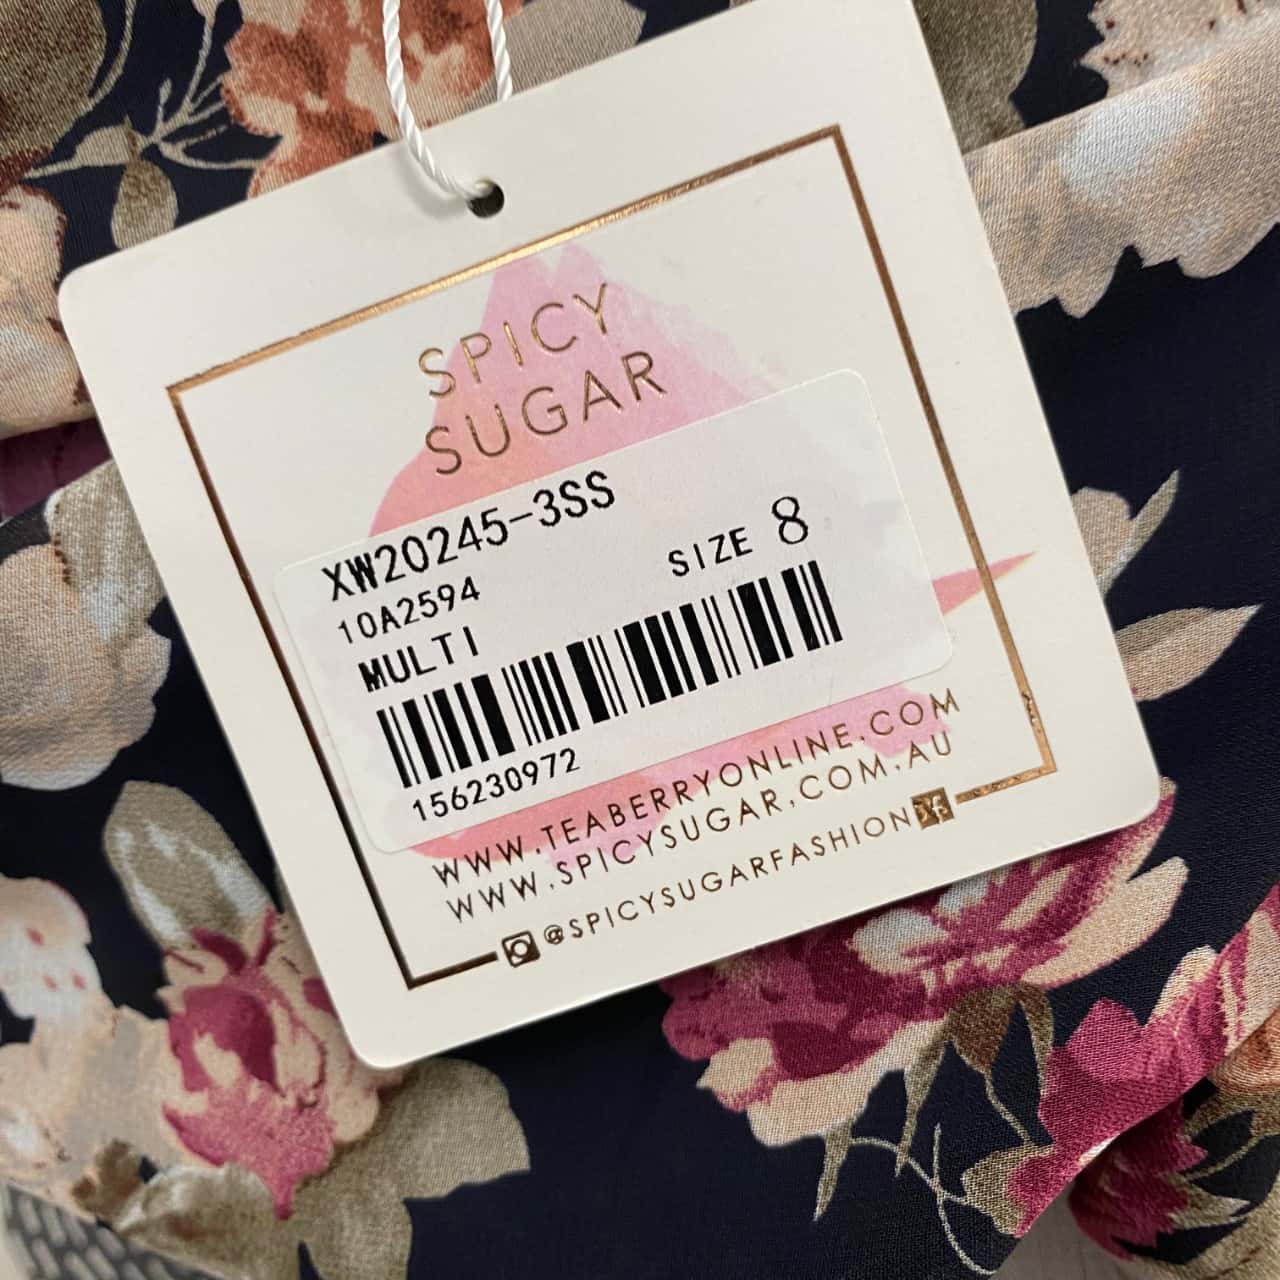 SPICY
SUGAR
XW20245-3SS
10A2594
SIZE 8
MULTI
156230972
WWW.TEABERRYONLINE.COM
WWW.SPICYSUGAR.COM.AU
@SPICYSUGARFASHION